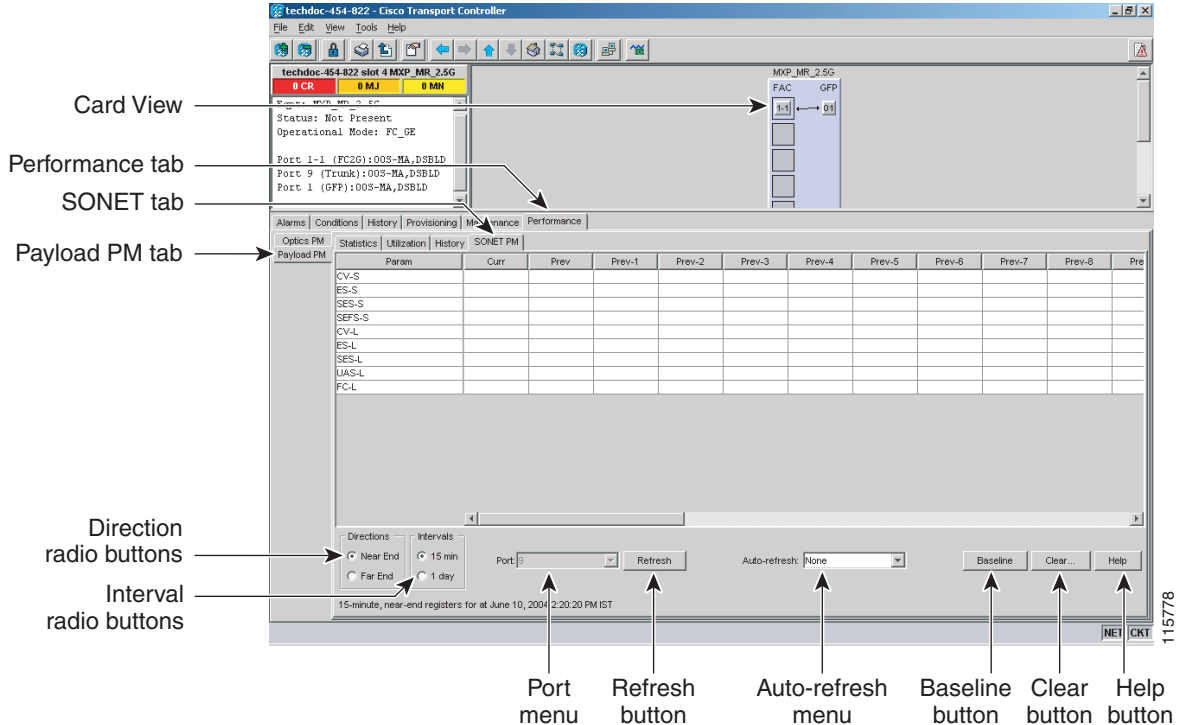 techdoc-454-822 - Cisco Transport Controller
File Edit View Tools Help
techdoc-454-822 slot 4 MXP_MR_2.5G
0 CR 0 MJ 0 MN
Eqpt: MXP_MR_2.5G
Status: Not Present
Operational Mode: FC_GE
Port 1-1 (FC2G):OOS-MA,DSBLD
Port 9 (Trunk):OOS-MA,DSBLD
Port 1 (GFP):OOS-MA,DSBLD
MXP_MR_2.5G
FAC GFP
1-1 01
Card View
Performance tab
SONET tab
Payload PM tab
Alarms Conditions History Provisioning Maintenance Performance
Optics PM
Payload PM
Statistics Utilization History SONET PM
Param Curr Prev Prev-1 Prev-2 Prev-3 Prev-4 Prev-5 Prev-6 Prev-7 Prev-8 Pre
CV-S
ES-S
SES-S
SEFS-S
CV-L
ES-L
SES-L
UAS-L
FC-L
Direction
radio buttons
Interval
radio buttons
Directions Intervals
Near End 15 min
Far End 1 day
Port: 9 Refresh Auto-refresh: None Baseline Clear... Help
15-minute, near-end registers for at June 10, 2004 2:20:20 PM IST
NET CKT
115778
Port
menu
Refresh
button
Auto-refresh
menu
Baseline
button
Clear
button
Help
button